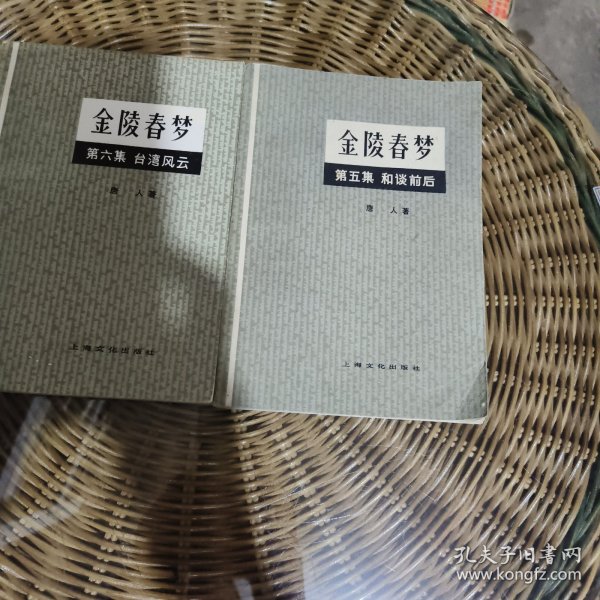 金陵春梦
第六集 台湾风云
唐 人 著
上海文化出版社
金陵春梦
第五集 和谈前后
唐 人 著
上海文化出版社
孔夫子旧书网
www.kongfz.com